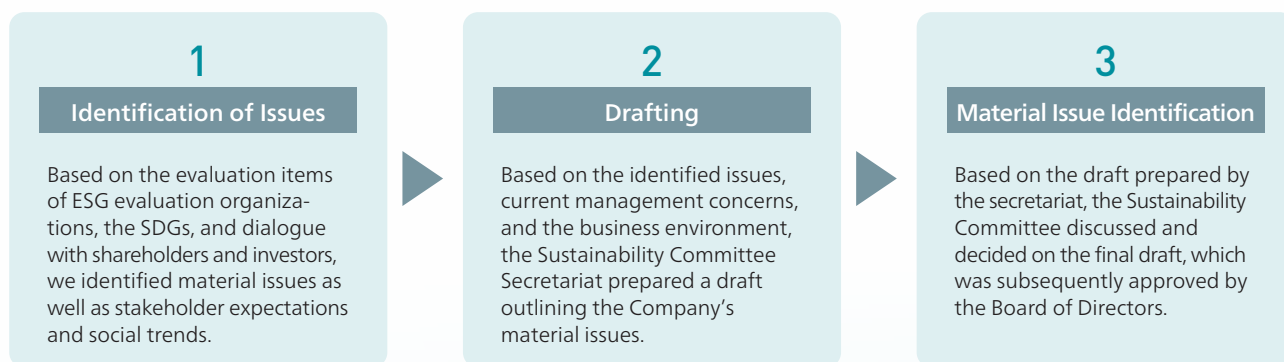 1
Identification of Issues
Based on the evaluation items
of ESG evaluation organiza-
tions, the SDGs, and dialogue
with shareholders and investors,
we identified material issues as
well as stakeholder expectations
and social trends.
2
Drafting
Based on the identified issues,
current management concerns,
and the business environment,
the Sustainability Committee
Secretariat prepared a draft
outlining the Company's
material issues.
3
Material Issue Identification
Based on the draft prepared by
the secretariat, the Sustainability
Committee discussed and
decided on the final draft, which
was subsequently approved by
the Board of Directors.